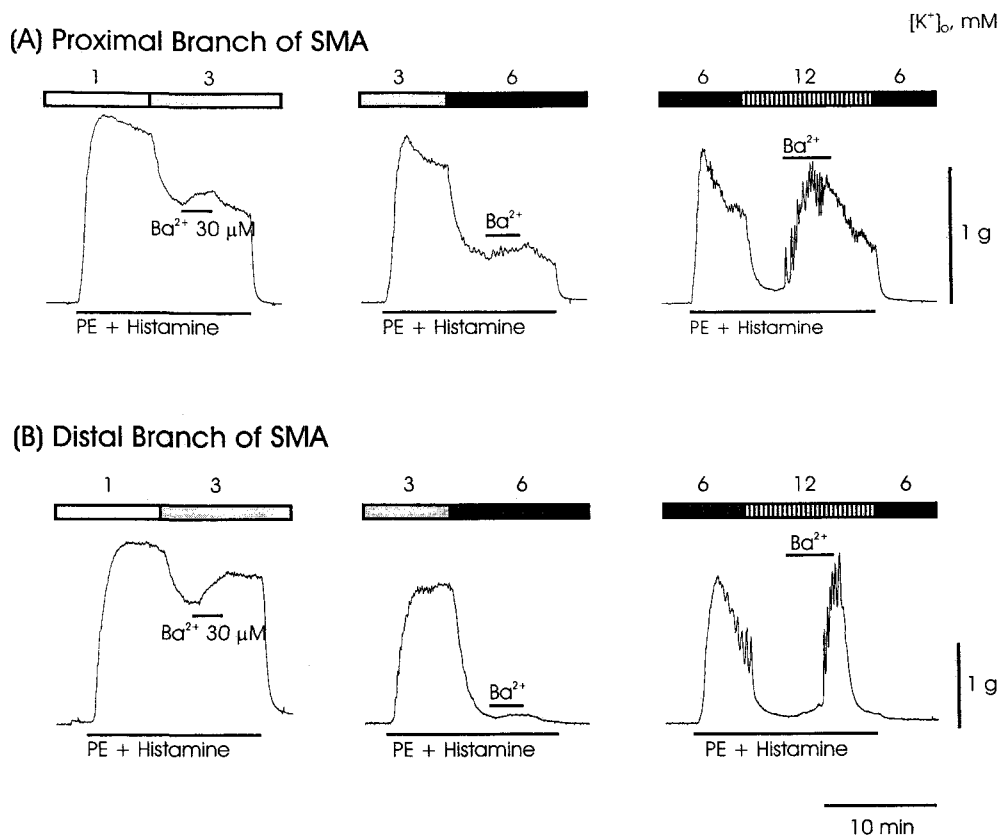 [K⁺]ₒ, mM
(A) Proximal Branch of SMA
1 3 3 6 6 12 6
Ba²⁺ 30 μM
Ba²⁺
Ba²⁺
1 g
PE + Histamine PE + Histamine PE + Histamine
(B) Distal Branch of SMA
1 3 3 6 6 12 6
Ba²⁺
Ba²⁺ 30 μM
Ba²⁺
1 g
PE + Histamine PE + Histamine PE + Histamine
10 min